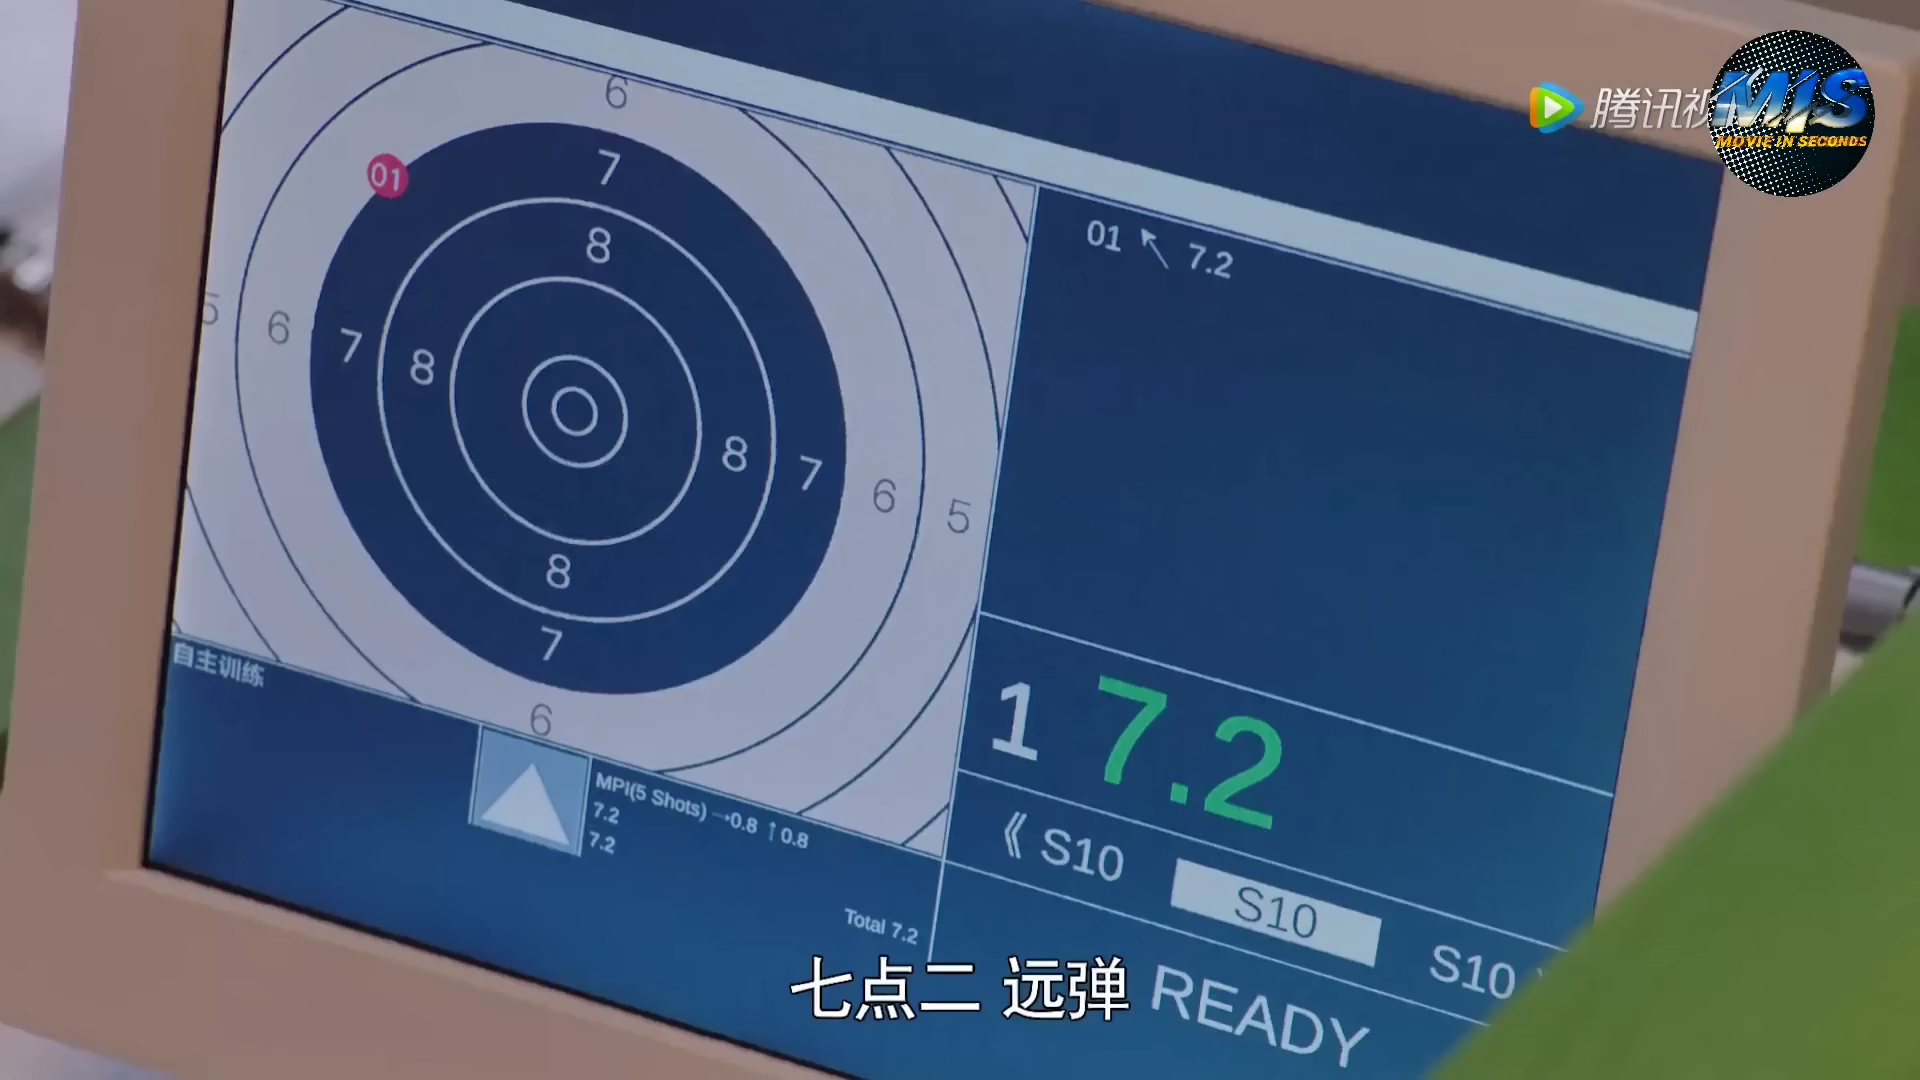 腾讯视
MIS
MOVIE IN SECONDS
6
7
8
01
5 6 7 8
8 7 6 5
8
7
6
01 ↖ 7.2
自主训练
MPI(5 Shots) →0.8 ↑0.8
7.2
7.2
Total 7.2
1 7.2
《 S10 S10 S10
READY
七点二 远弹